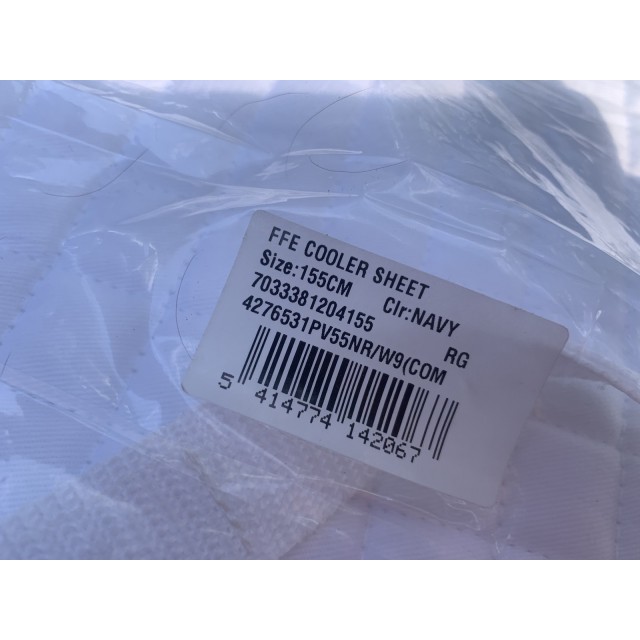 FFE COOLER SHEET
Size:155CM Clr:NAVY
7033381204155 RG
4276531PV55NR/W9(COM
5 414774 142067